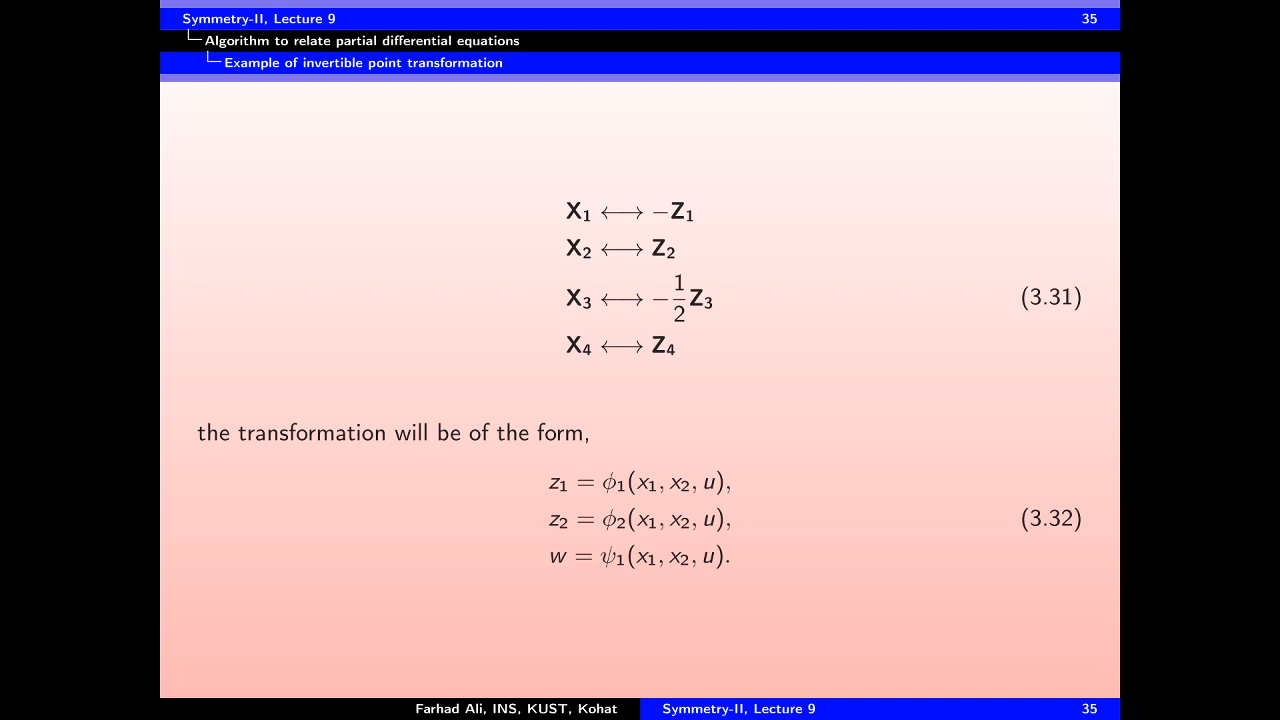 Symmetry-II, Lecture 9 35
Algorithm to relate partial differential equations
Example of invertible point transformation
X₁ ⟷ −Z₁
X₂ ⟷ Z₂
X₃ ⟷ −1/2 Z₃ (3.31)
X₄ ⟷ Z₄
the transformation will be of the form,
z₁ = ϕ₁(x₁, x₂, u),
z₂ = ϕ₂(x₁, x₂, u), (3.32)
w = ψ₁(x₁, x₂, u).
Farhad Ali, INS, KUST, Kohat Symmetry-II, Lecture 9 35